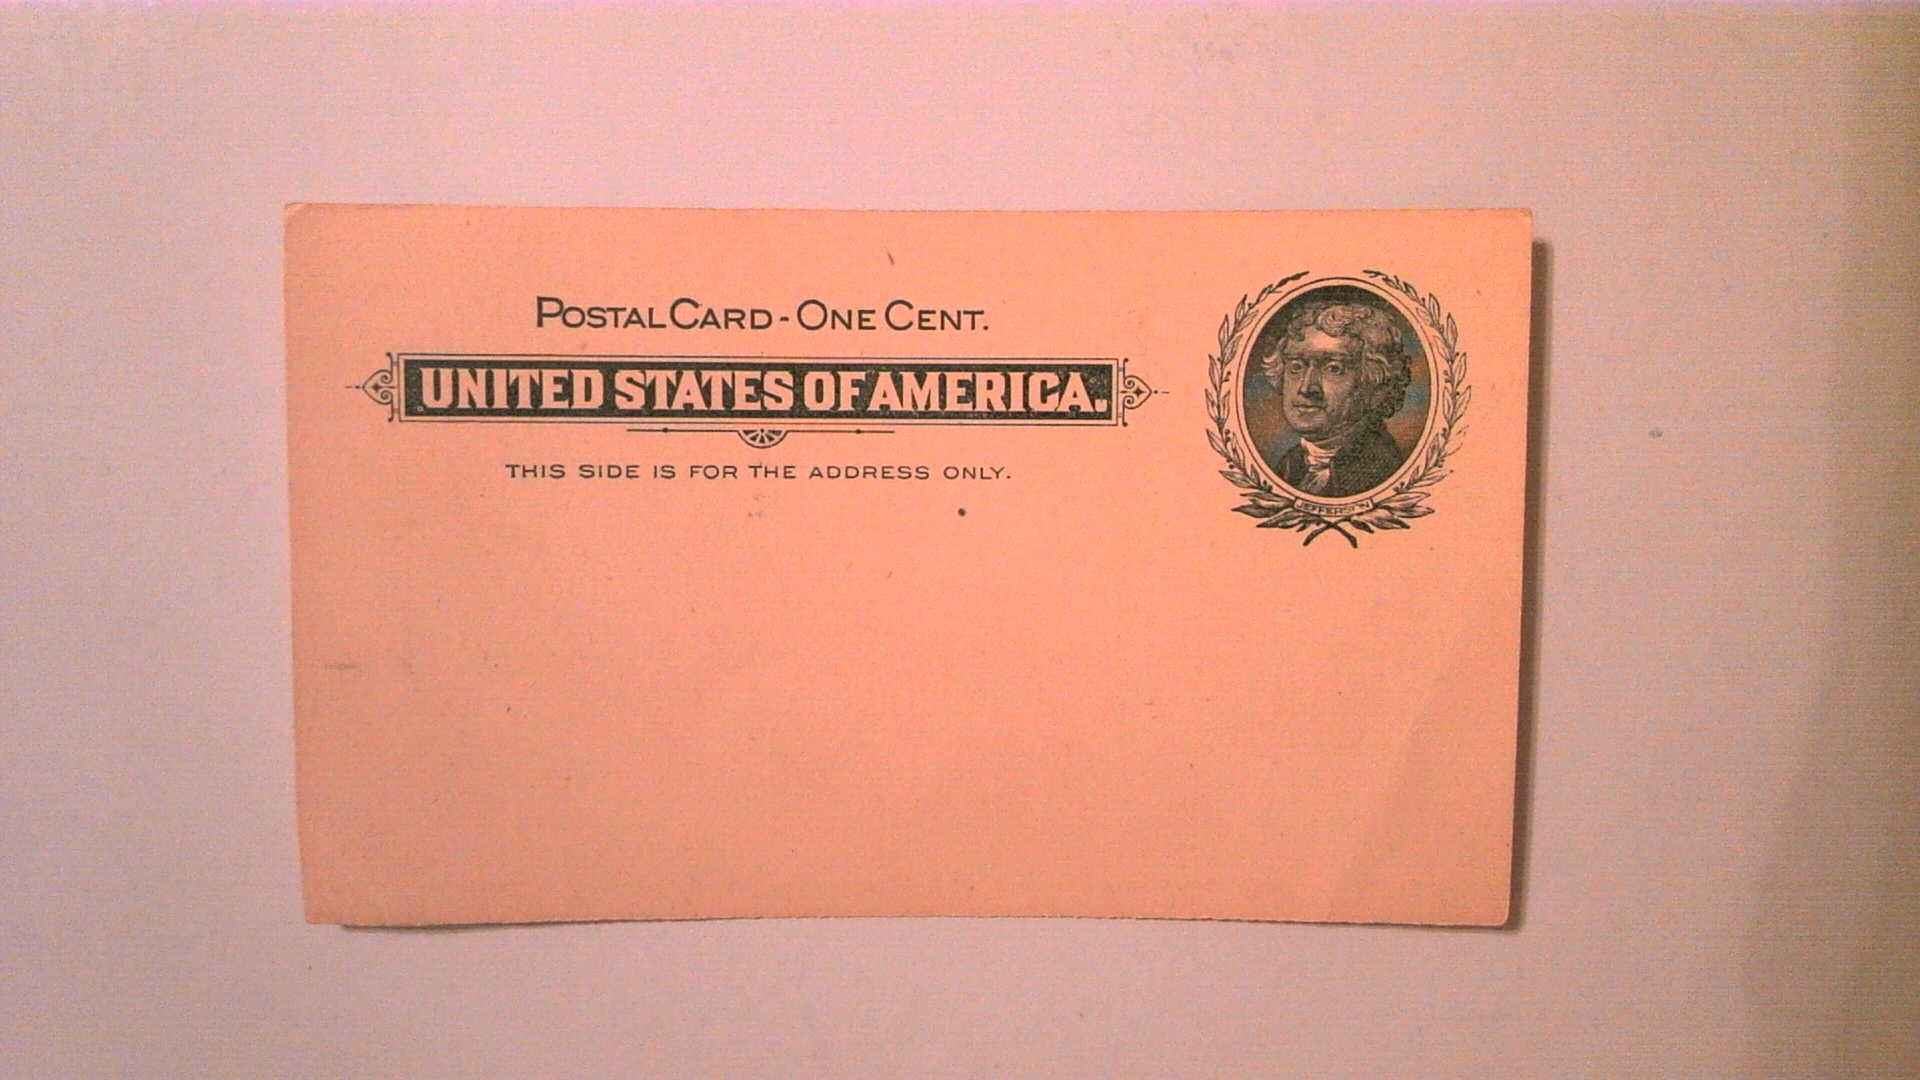 POSTAL CARD - ONE CENT.
UNITED STATES OF AMERICA.
THIS SIDE IS FOR THE ADDRESS ONLY.
JEFFERSON